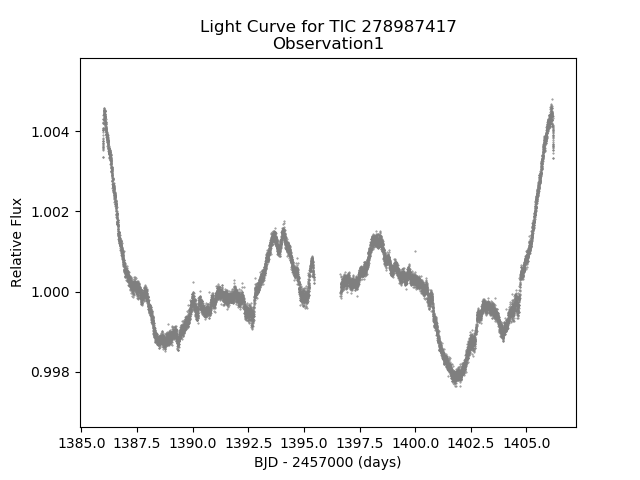 Light Curve for TIC 278987417
Observation1
1.004
1.002
1.000
0.998
Relative Flux
1385.0 1387.5 1390.0 1392.5 1395.0 1397.5 1400.0 1402.5 1405.0
BJD - 2457000 (days)